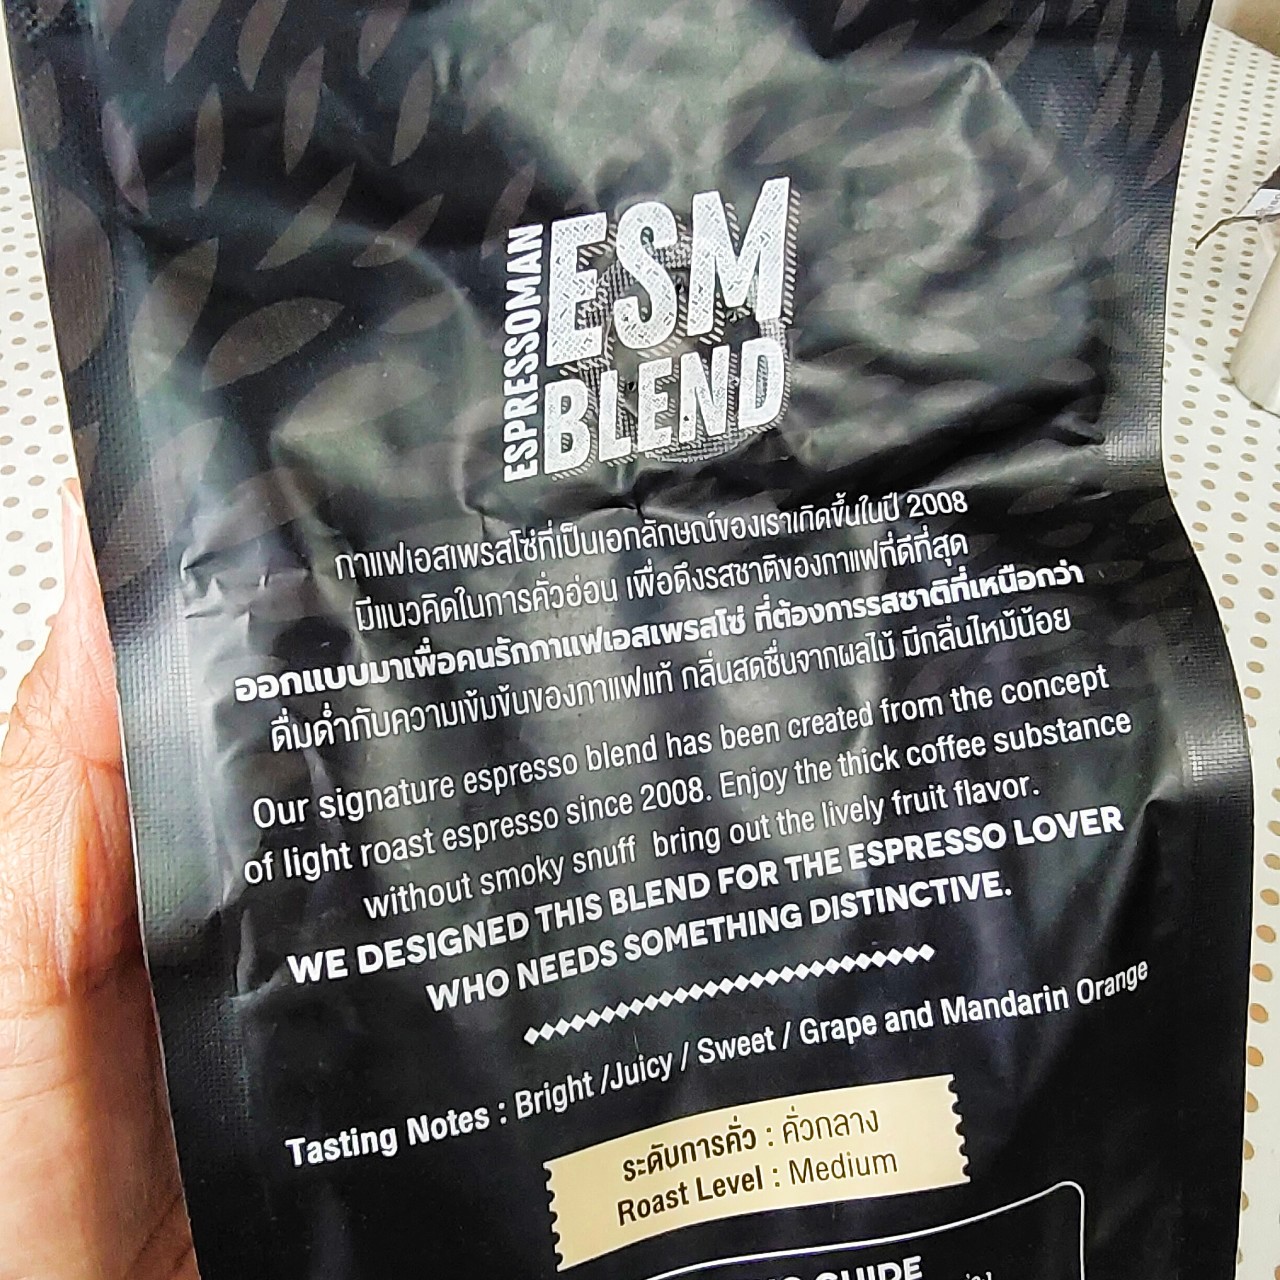 ESPRESSOMAN
ESM
BLEND
กาแฟเอสเพรสโซ่ที่เป็นเอกลักษณ์ของเราเกิดขึ้นในปี 2008
มีแนวคิดในการคั่วอ่อน เพื่อดึงรสชาติของกาแฟที่ดีที่สุด
ออกแบบมาเพื่อคนรักกาแฟเอสเพรสโซ่ ที่ต้องการรสชาติที่เหนือกว่า
ดื่มด่ำกับความเข้มข้นของกาแฟแท้ กลิ่นสดชื่นจากผลไม้ มีกลิ่นไหม้น้อย
Our signature espresso blend has been created from the concept
of light roast espresso since 2008. Enjoy the thick coffee substance
without smoky snuff bring out the lively fruit flavor.
WE DESIGNED THIS BLEND FOR THE ESPRESSO LOVER
WHO NEEDS SOMETHING DISTINCTIVE.
Tasting Notes : Bright /Juicy / Sweet / Grape and Mandarin Orange
ระดับการคั่ว : คั่วกลาง
Roast Level : Medium
GUIDE